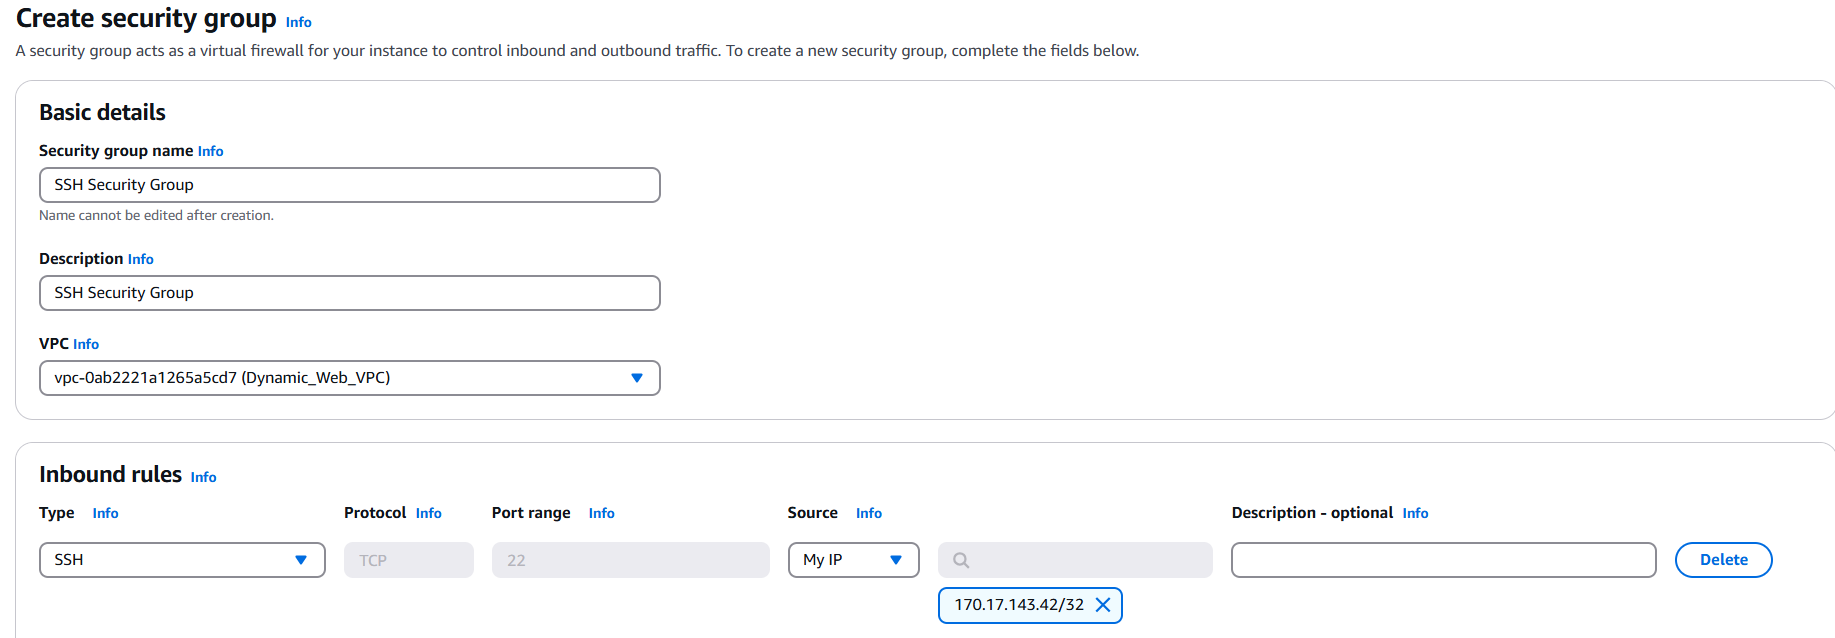 Create security group Info
A security group acts as a virtual firewall for your instance to control inbound and outbound traffic. To create a new security group, complete the fields below.
Basic details
Security group name Info
SSH Security Group
Name cannot be edited after creation.
Description Info
SSH Security Group
VPC Info
vpc-0ab2221a1265a5cd7 (Dynamic_Web_VPC)
Inbound rules Info
Type Info Protocol Info Port range Info Source Info Description - optional Info
SSH TCP 22 My IP Delete
170.17.143.42/32